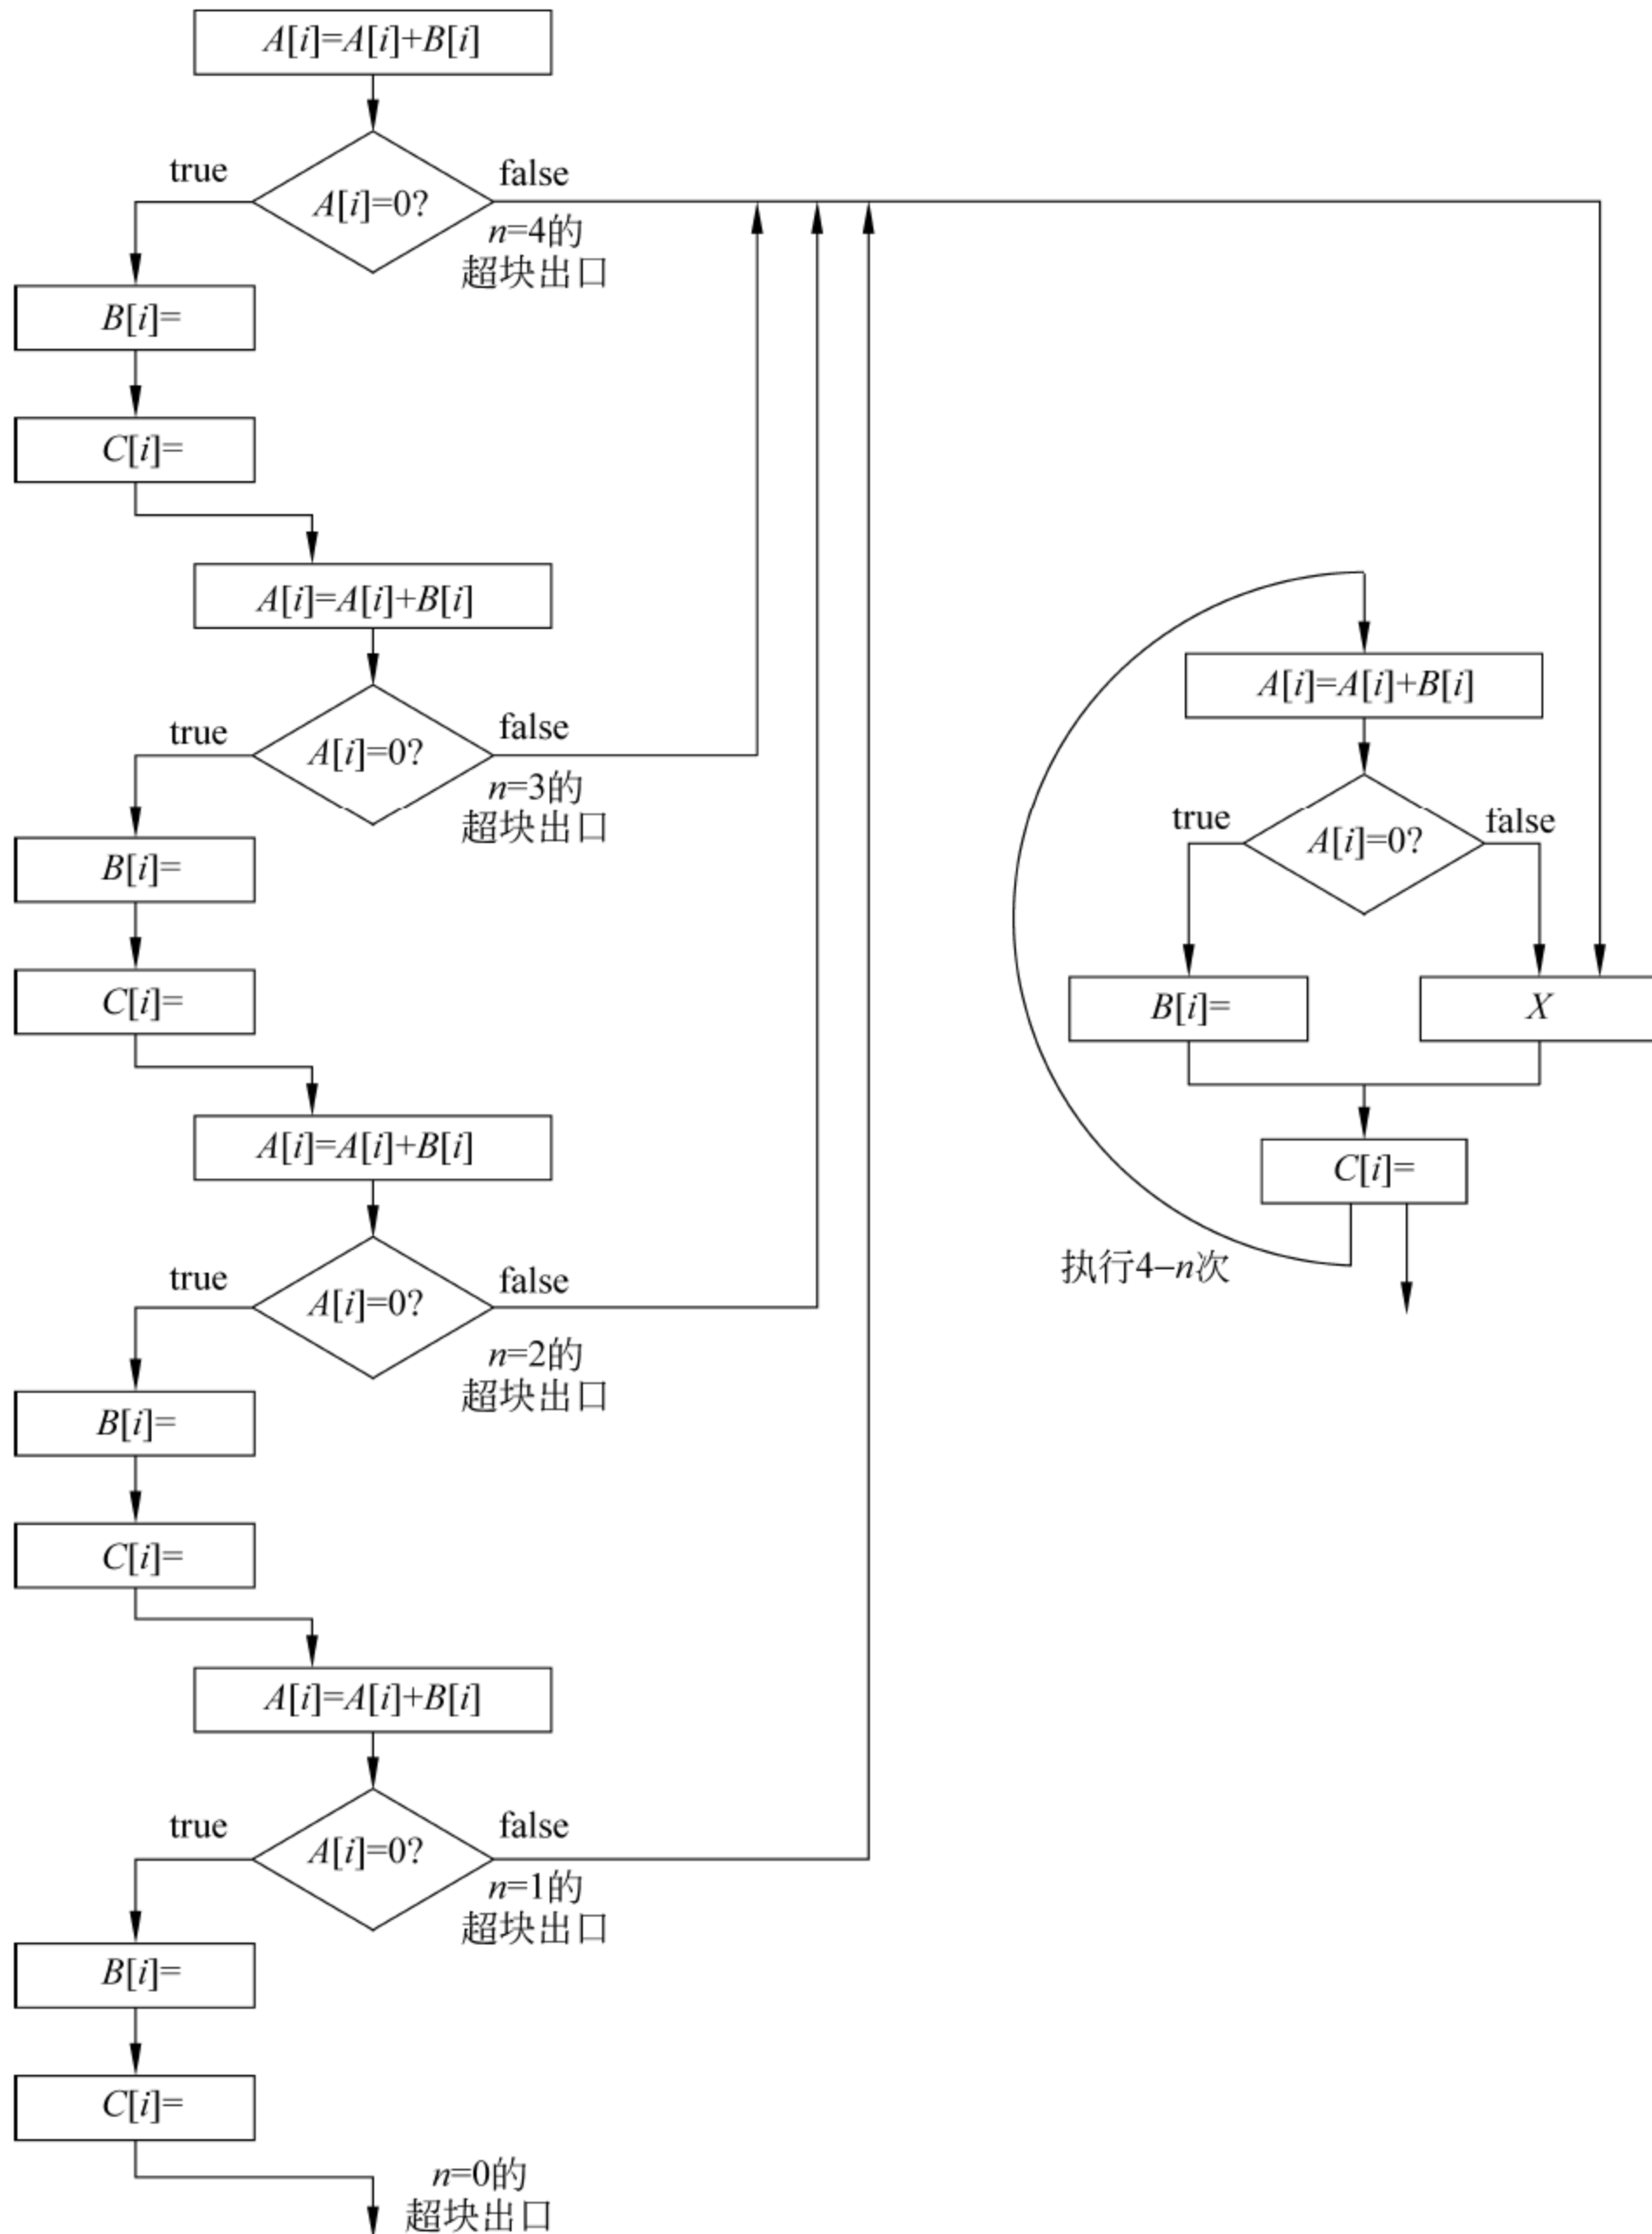 A[i]=A[i]+B[i]
true
false
A[i]=0?
n=4的
超块出口
B[i]=
C[i]=
A[i]=A[i]+B[i]
true
false
A[i]=0?
n=3的
超块出口
B[i]=
C[i]=
A[i]=A[i]+B[i]
true
false
A[i]=0?
n=2的
超块出口
B[i]=
C[i]=
A[i]=A[i]+B[i]
true
false
A[i]=0?
n=1的
超块出口
B[i]=
C[i]=
n=0的
超块出口
A[i]=A[i]+B[i]
true
false
A[i]=0?
B[i]=
X
C[i]=
执行4–n次